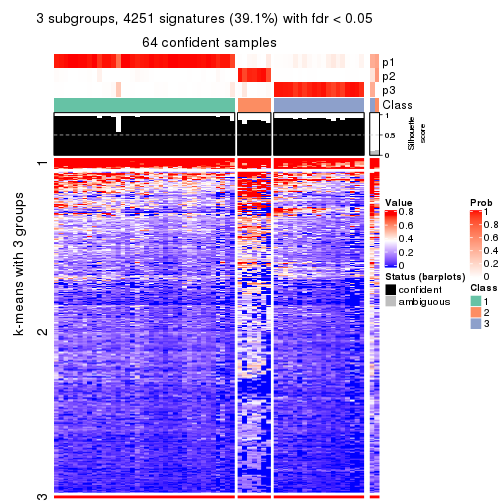 3 subgroups, 4251 signatures (39.1%) with fdr < 0.05
64 confident samples
p1
p2
p3
Class
1
0.5
0
Silhouette
score
k-means with 3 groups
1
2
3
Value
0.8
0.6
0.4
0.2
0
Status (barplots)
confident
ambiguous
Prob
1
0.8
0.6
0.4
0.2
0
Class
1
2
3